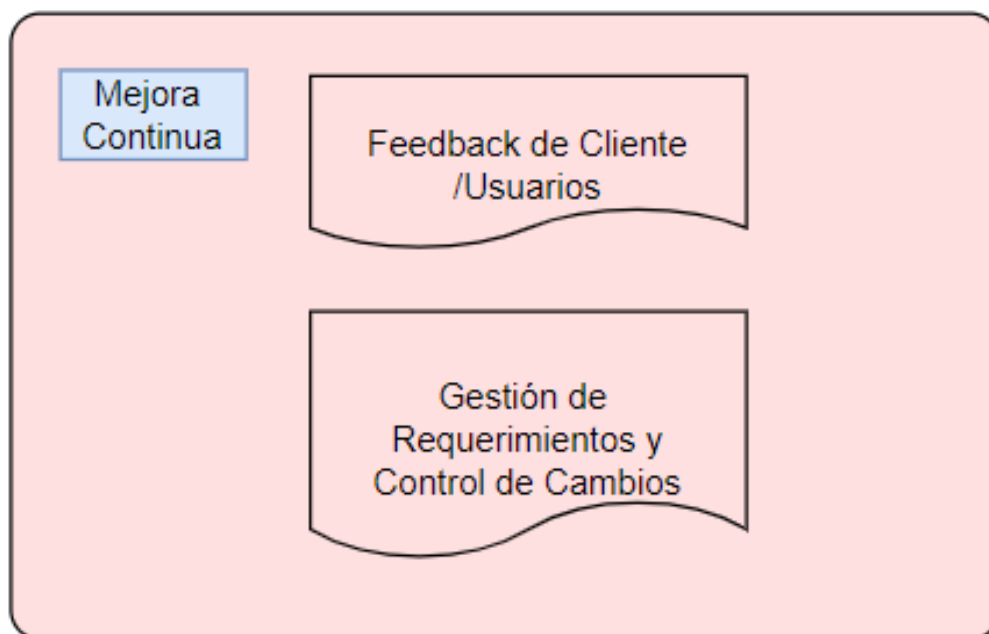 Mejora
Continua
Feedback de Cliente
/Usuarios
Gestión de
Requerimientos y
Control de Cambios